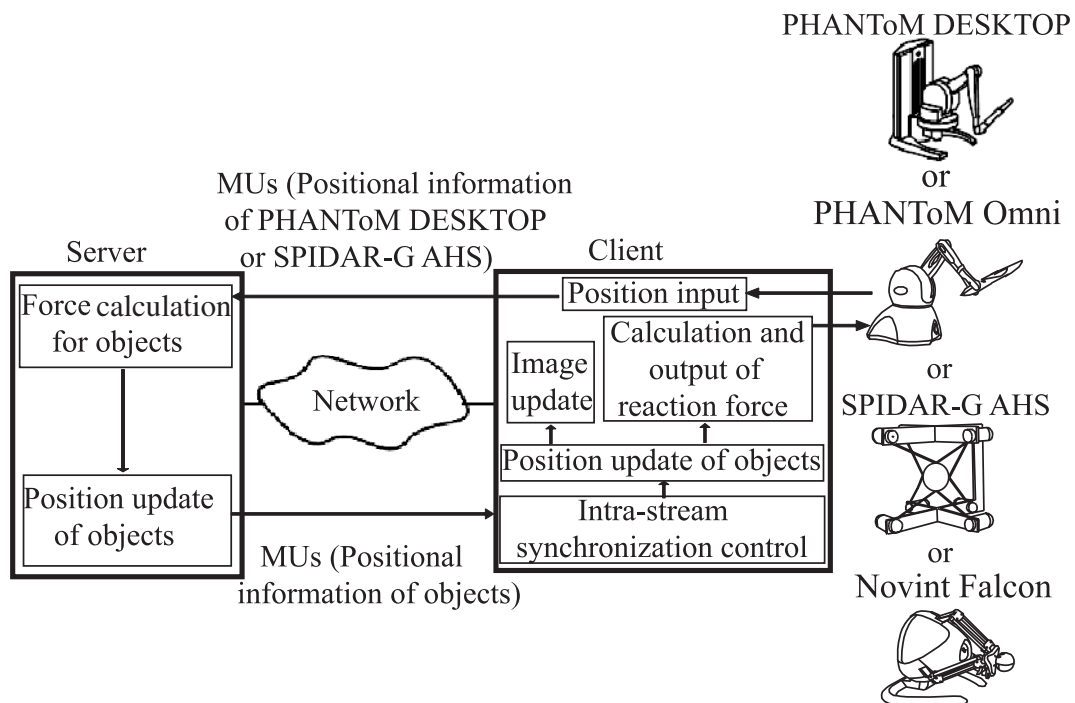 PHANToM DESKTOP
or
PHANToM Omni
or
SPIDAR-G AHS
or
Novint Falcon
MUs (Positional information
of PHANToM DESKTOP
or SPIDAR-G AHS)
Server
Client
Force calculation
for objects
Position input
Calculation and
output of
reaction force
Image
update
Network
Position update of objects
Position update
of objects
Intra-stream
synchronization control
MUs (Positional
information of objects)